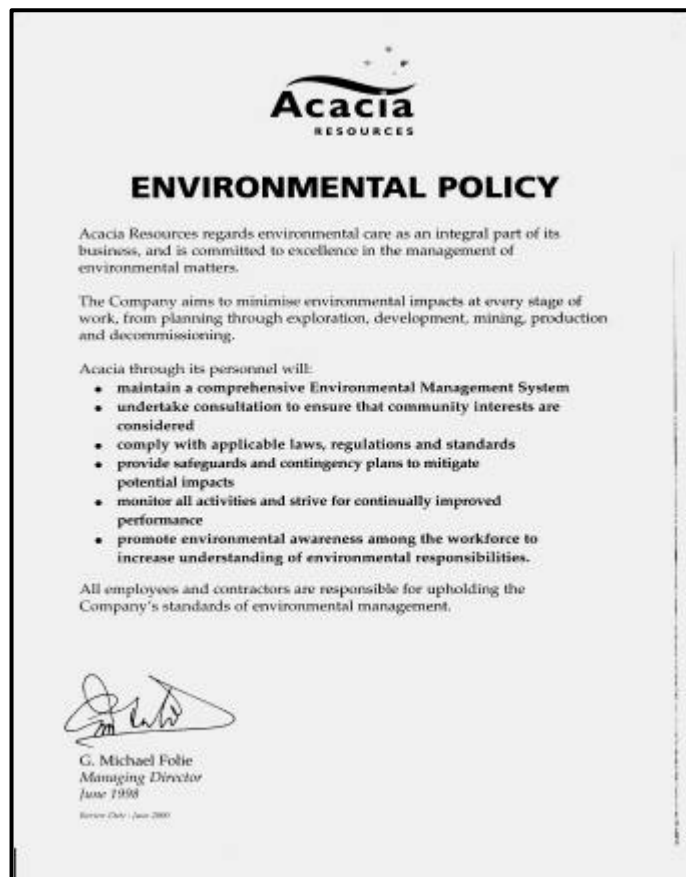 Acacia
RESOURCES
ENVIRONMENTAL POLICY
Acacia Resources regards environmental care as an integral part of its
business, and is committed to excellence in the management of
environmental matters.
The Company aims to minimise environmental impacts at every stage of
work, from planning through exploration, development, mining, production
and decommissioning.
Acacia through its personnel will:
• maintain a comprehensive Environmental Management System
• undertake consultation to ensure that community interests are
considered
• comply with applicable laws, regulations and standards
• provide safeguards and contingency plans to mitigate
potential impacts
• monitor all activities and strive for continually improved
performance
• promote environmental awareness among the workforce to
increase understanding of environmental responsibilities.
All employees and contractors are responsible for upholding the
Company's standards of environmental management.
G. Michael Folie
Managing Director
June 1998
Review Date - June 2000